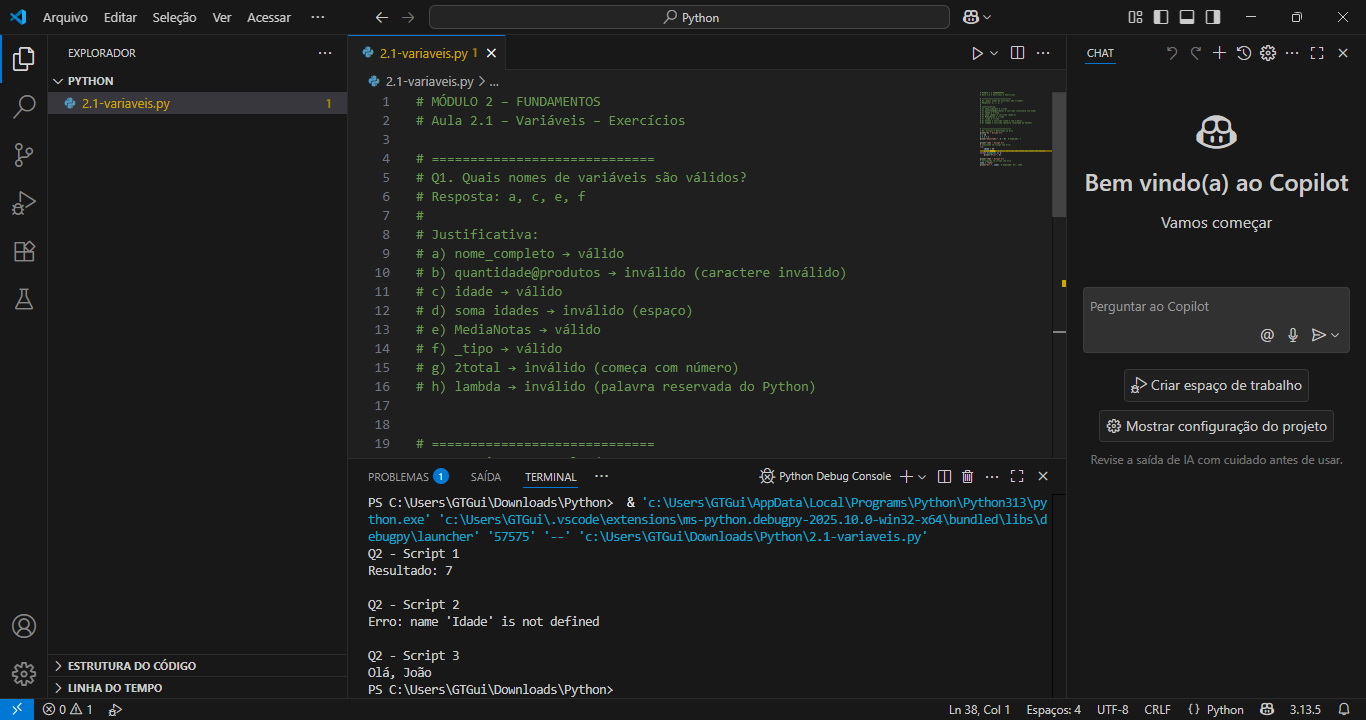 Arquivo Editar Seleção Ver Acessar ···
Python
EXPLORADOR ···
PYTHON
2.1-variaveis.py 1
ESTRUTURA DO CÓDIGO
LINHA DO TEMPO
2.1-variaveis.py 1
2.1-variaveis.py > ...
1 # MÓDULO 2 – FUNDAMENTOS
2 # Aula 2.1 – Variáveis – Exercícios
3
4 # =============================
5 # Q1. Quais nomes de variáveis são válidos?
6 # Resposta: a, c, e, f
7 #
8 # Justificativa:
9 # a) nome_completo → válido
10 # b) quantidade@produtos → inválido (caractere inválido)
11 # c) idade → válido
12 # d) soma idades → inválido (espaço)
13 # e) MediaNotas → válido
14 # f) _tipo → válido
15 # g) 2total → inválido (começa com número)
16 # h) lambda → inválido (palavra reservada do Python)
17
18
19 # =============================
PROBLEMAS 1 SAÍDA TERMINAL ··· Python Debug Console
PS C:\Users\GTGui\Downloads\Python> & 'c:\Users\GTGui\AppData\Local\Programs\Python\Python313\py
thon.exe' 'c:\Users\GTGui\.vscode\extensions\ms-python.debugpy-2025.10.0-win32-x64\bundled\libs\d
ebugpy\launcher' '57575' '--' 'c:\Users\GTGui\Downloads\Python\2.1-variaveis.py'
Q2 - Script 1
Resultado: 7
Q2 - Script 2
Erro: name 'Idade' is not defined
Q2 - Script 3
Olá, João
PS C:\Users\GTGui\Downloads\Python>
CHAT
Bem vindo(a) ao Copilot
Vamos começar
Perguntar ao Copilot
Criar espaço de trabalho
Mostrar configuração do projeto
Revise a saída de IA com cuidado antes de usar.
0 1 Ln 38, Col 1 Espaços: 4 UTF-8 CRLF { } Python 3.13.5